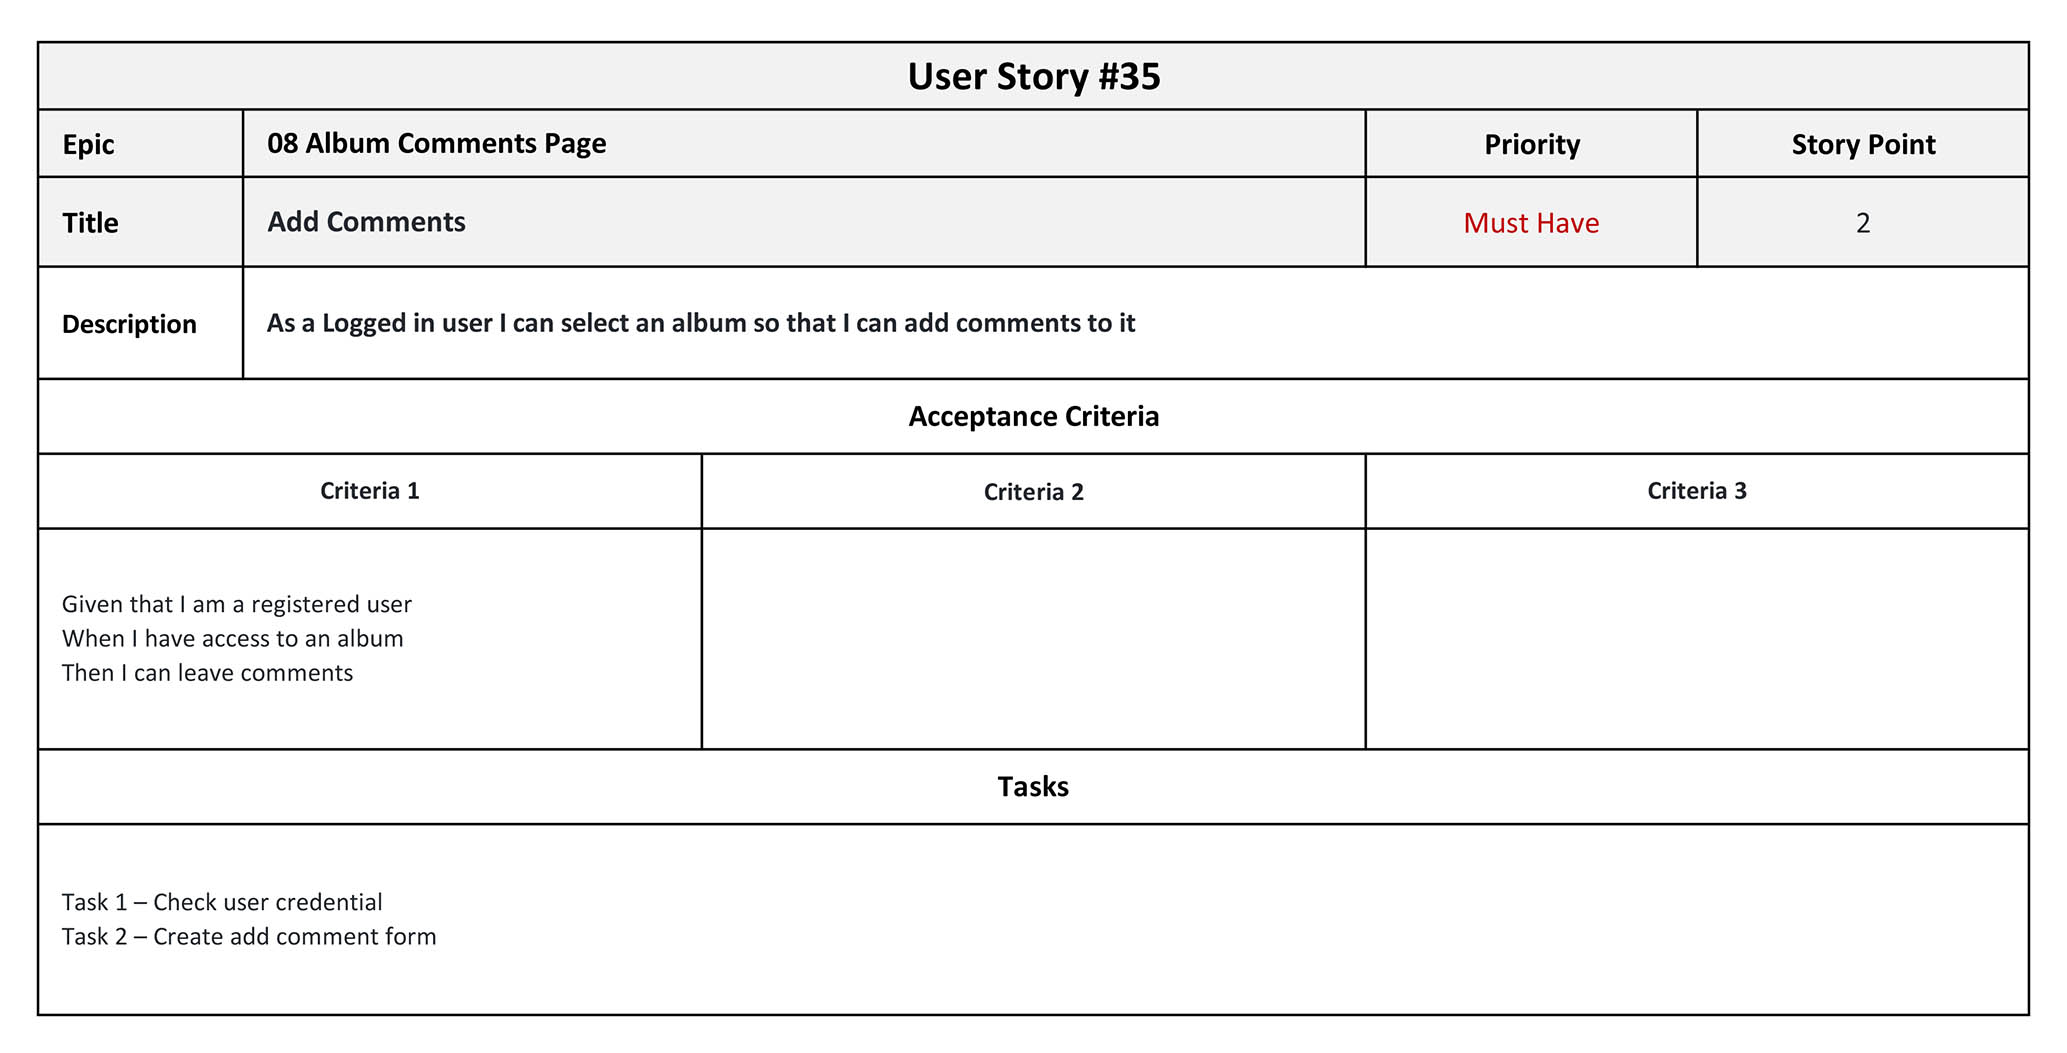 User Story #35
Epic
08 Album Comments Page
Priority
Story Point
Title
Add Comments
Must Have
2
Description
As a Logged in user I can select an album so that I can add comments to it
Acceptance Criteria
Criteria 1
Criteria 2
Criteria 3
Given that I am a registered user
When I have access to an album
Then I can leave comments
Tasks
Task 1 – Check user credential
Task 2 – Create add comment form